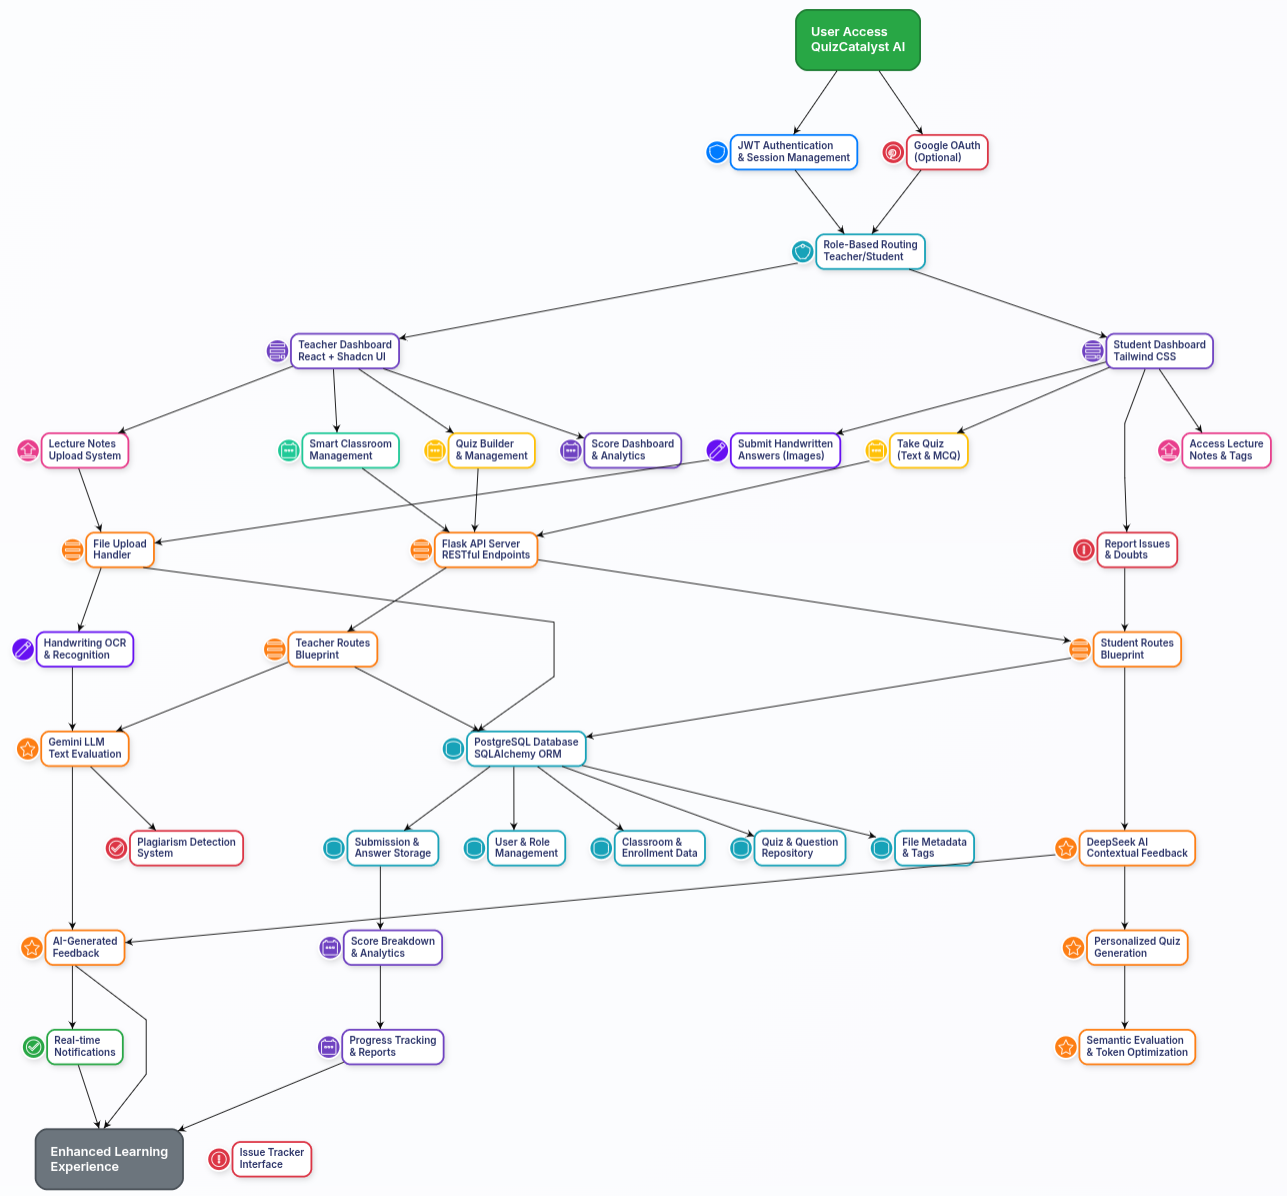 User Access
QuizCatalyst AI
JWT Authentication
& Session Management
Google OAuth
(Optional)
Role-Based Routing
Teacher/Student
Teacher Dashboard
React + Shadcn UI
Student Dashboard
Tailwind CSS
Lecture Notes
Upload System
Smart Classroom
Management
Quiz Builder
& Management
Score Dashboard
& Analytics
Submit Handwritten
Answers (Images)
Take Quiz
(Text & MCQ)
Access Lecture
Notes & Tags
File Upload
Handler
Flask API Server
RESTful Endpoints
Report Issues
& Doubts
Handwriting OCR
& Recognition
Teacher Routes
Blueprint
Student Routes
Blueprint
Gemini LLM
Text Evaluation
PostgreSQL Database
SQLAlchemy ORM
Plagiarism Detection
System
Submission &
Answer Storage
User & Role
Management
Classroom &
Enrollment Data
Quiz & Question
Repository
File Metadata
& Tags
DeepSeek AI
Contextual Feedback
AI-Generated
Feedback
Score Breakdown
& Analytics
Personalized Quiz
Generation
Real-time
Notifications
Progress Tracking
& Reports
Semantic Evaluation
& Token Optimization
Enhanced Learning
Experience
Issue Tracker
Interface